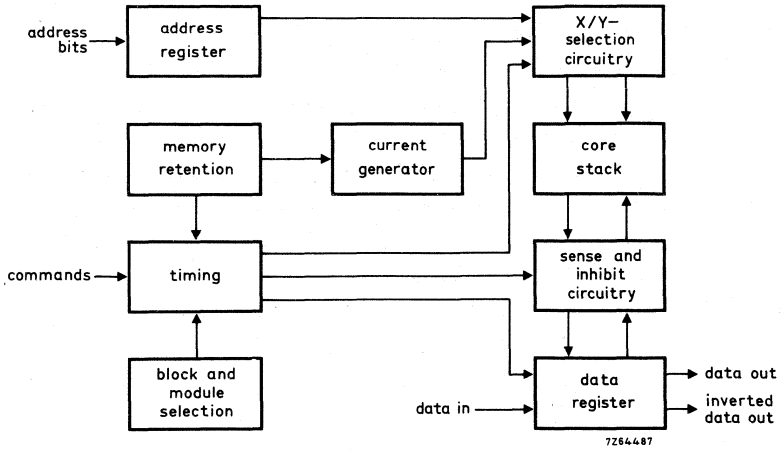 address
bits
address
register
X/Y-
selection
circuitry
memory
retention
current
generator
core
stack
commands
timing
sense and
inhibit
circuitry
block and
module
selection
data in
data
register
data out
inverted
data out
7Z64487